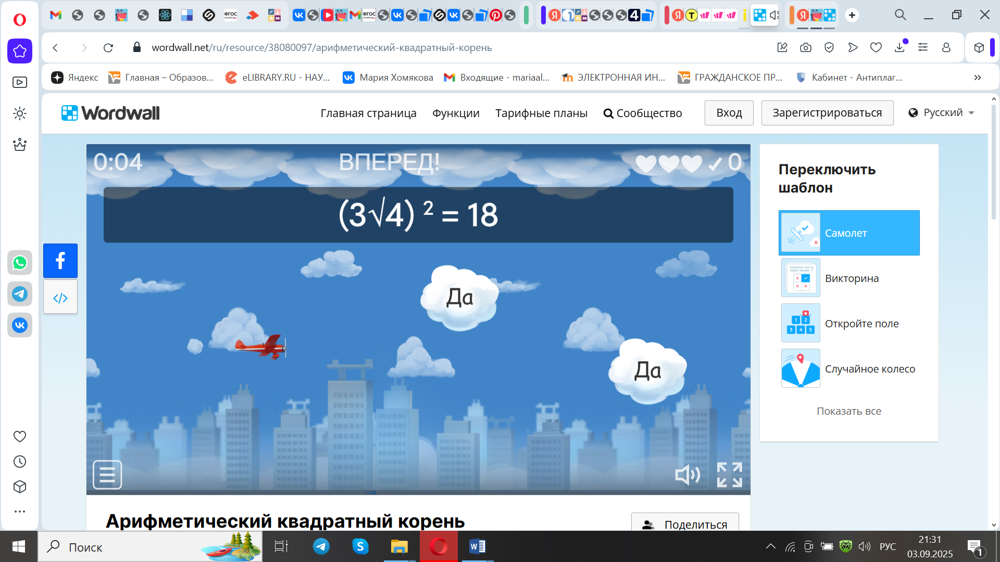 wordwall.net/ru/resource/38080097/арифметический-квадратный-корень
Яндекс
Главная – Образов...
eLIBRARY.RU - НАУ...
Мария Хомякова
Входящие - mariaal...
ЭЛЕКТРОННАЯ ИН...
ГРАЖДАНСКОЕ ПР...
Кабинет - Антиплаг...
Wordwall
Главная страница
Функции
Тарифные планы
Сообщество
Вход
Зарегистрироваться
Русский
0:04
ВПЕРЕД!
0
(3√4) ² = 18
Да
Да
Переключить
шаблон
Самолет
Викторина
Откройте поле
Случайное колесо
Показать все
Арифметический квадратный корень
Поделиться
Поиск
РУС
21:31
03.09.2025
1